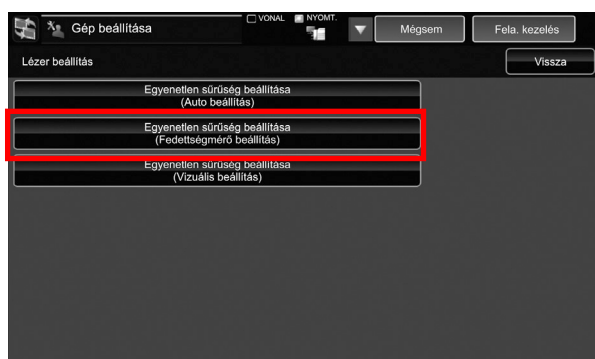 Gép beállítása
VONAL
NYOMT.
Mégsem
Fela. kezelés
Lézer beállítás
Vissza
Egyenetlen sűrűség beállítása
(Auto beállítás)
Egyenetlen sűrűség beállítása
(Fedettségmérő beállítás)
Egyenetlen sűrűség beállítása
(Vizuális beállítás)